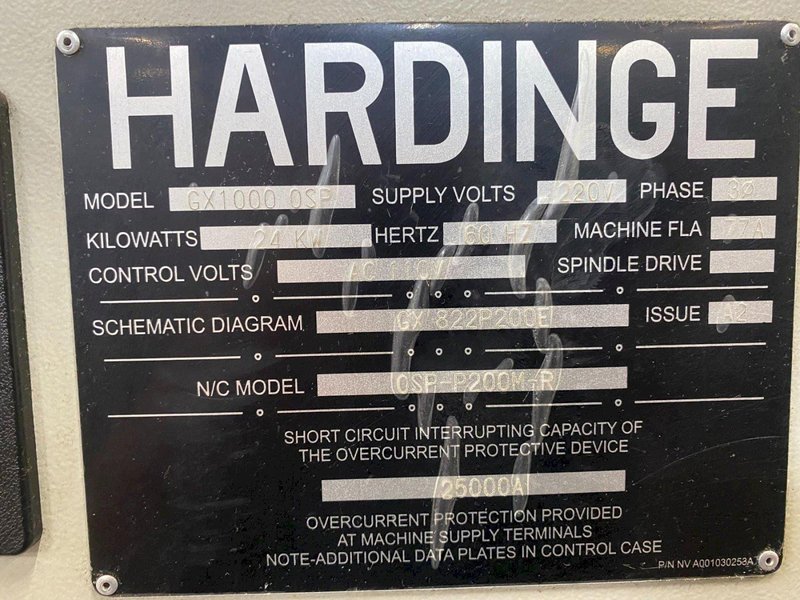 HARDINGE
MODEL GX1000 OSP SUPPLY VOLTS 220V PHASE 3Ø
KILOWATTS 24 KW HERTZ 60 HZ MACHINE FLA 77A
CONTROL VOLTS AC 110V SPINDLE DRIVE
SCHEMATIC DIAGRAM GX 822P200E ISSUE A2
N/C MODEL OSP-P200M-R
SHORT CIRCUIT INTERRUPTING CAPACITY OF
THE OVERCURRENT PROTECTIVE DEVICE
25000A
OVERCURRENT PROTECTION PROVIDED
AT MACHINE SUPPLY TERMINALS
NOTE-ADDITIONAL DATA PLATES IN CONTROL CASE
P/N NV A001030253A